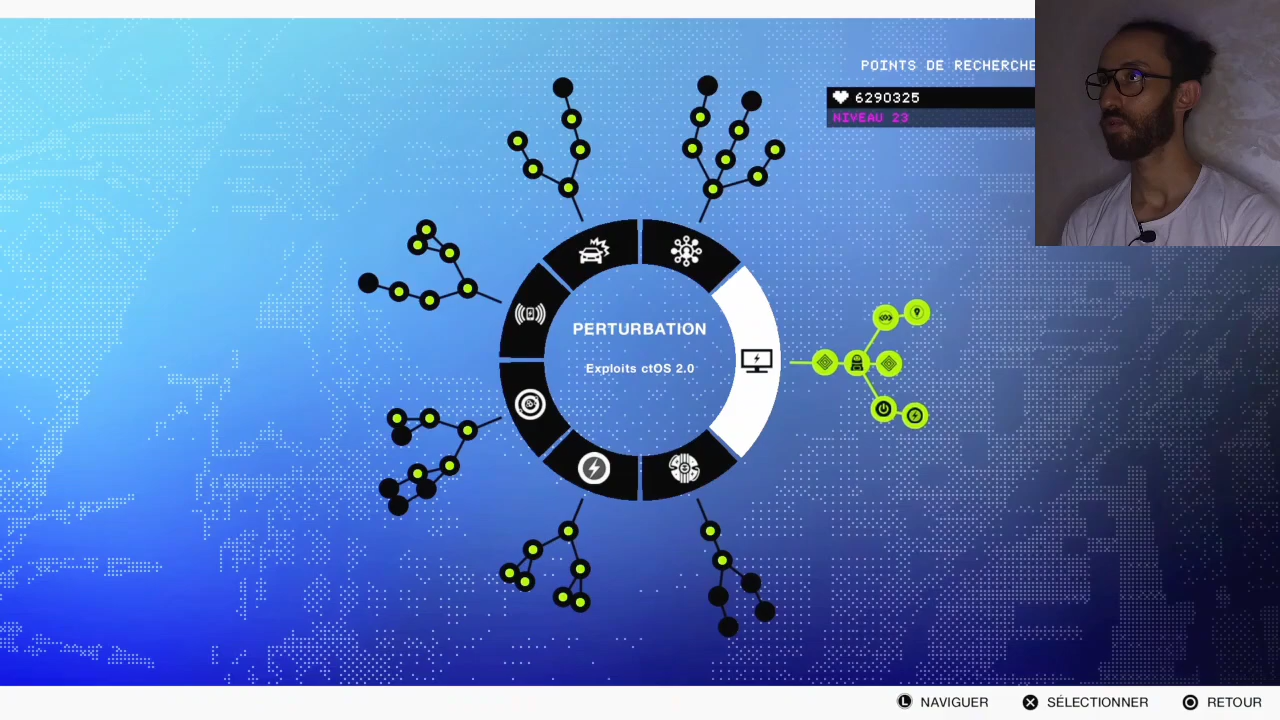 POINTS DE RECHERCHE
6290325
NIVEAU 23
PERTURBATION
Exploits ctOS 2.0
L NAVIGUER
SÉLECTIONNER
RETOUR